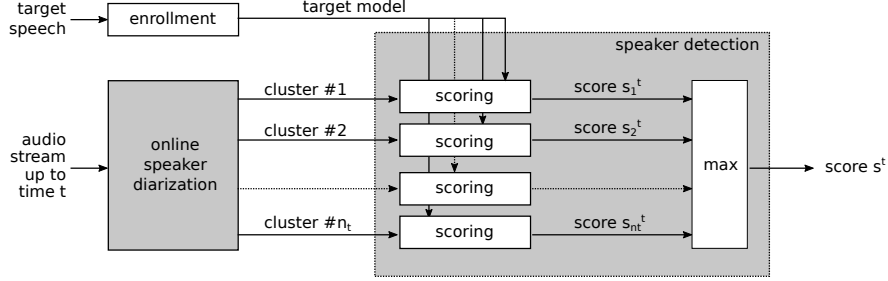 target
speech
enrollment
target model
speaker detection
audio
stream
up to
time t
online
speaker
diarization
cluster #1
scoring
score s₁ᵗ
cluster #2
scoring
score s₂ᵗ
scoring
cluster #nₜ
scoring
score sₙₜᵗ
max
score sᵗ